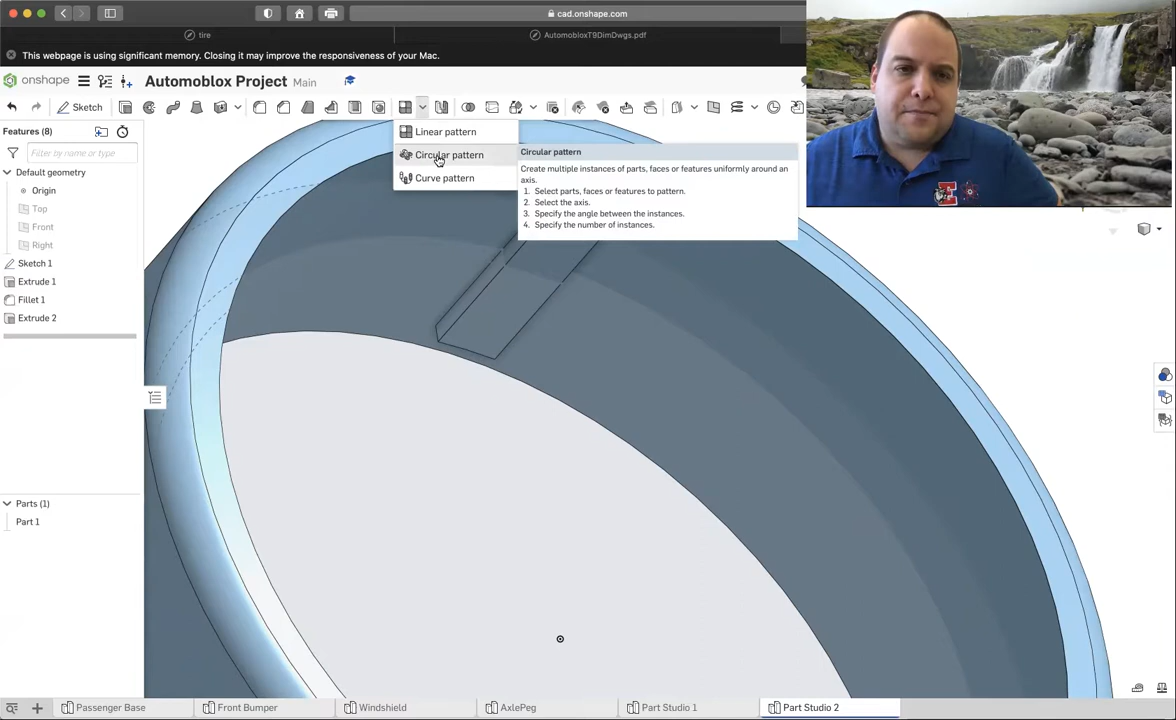 cad.onshape.com
tire
AutomobloxT9DimDwgs.pdf
This webpage is using significant memory. Closing it may improve the responsiveness of your Mac.
onshape
Automoblox Project Main
Sketch
Features (8)
Filter by name or type
Default geometry
Origin
Top
Front
Right
Sketch 1
Extrude 1
Fillet 1
Extrude 2
Parts (1)
Part 1
Linear pattern
Circular pattern
Curve pattern
Circular pattern
Create multiple instances of parts, faces or features uniformly around an
axis.
1. Select parts, faces or features to pattern.
2. Select the axis.
3. Specify the angle between the instances.
4. Specify the number of instances.
Passenger Base
Front Bumper
Windshield
AxlePeg
Part Studio 1
Part Studio 2